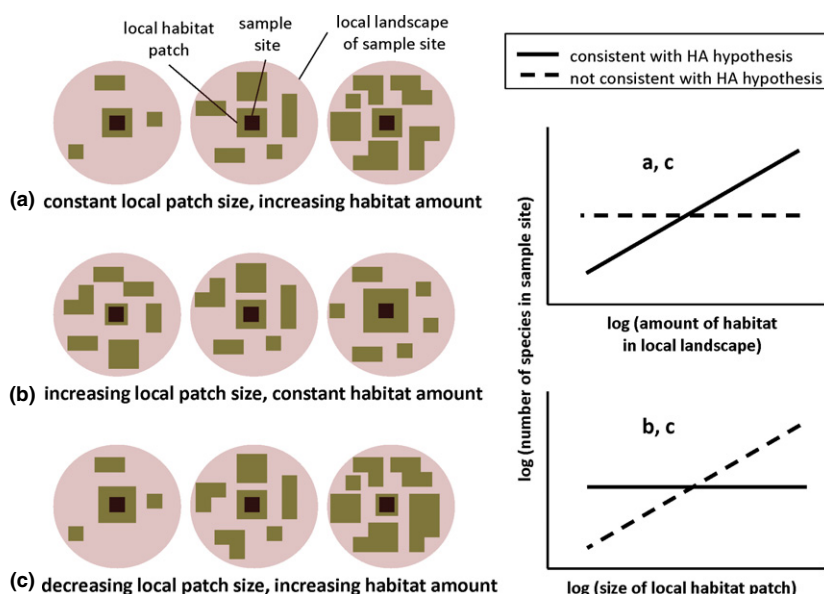 local habitat
patch
sample
site
local landscape
of sample site
(a) constant local patch size, increasing habitat amount
(b) increasing local patch size, constant habitat amount
(c) decreasing local patch size, increasing habitat amount
consistent with HA hypothesis
not consistent with HA hypothesis
log (number of species in sample site)
a, c
log (amount of habitat
in local landscape)
b, c
log (size of local habitat patch)